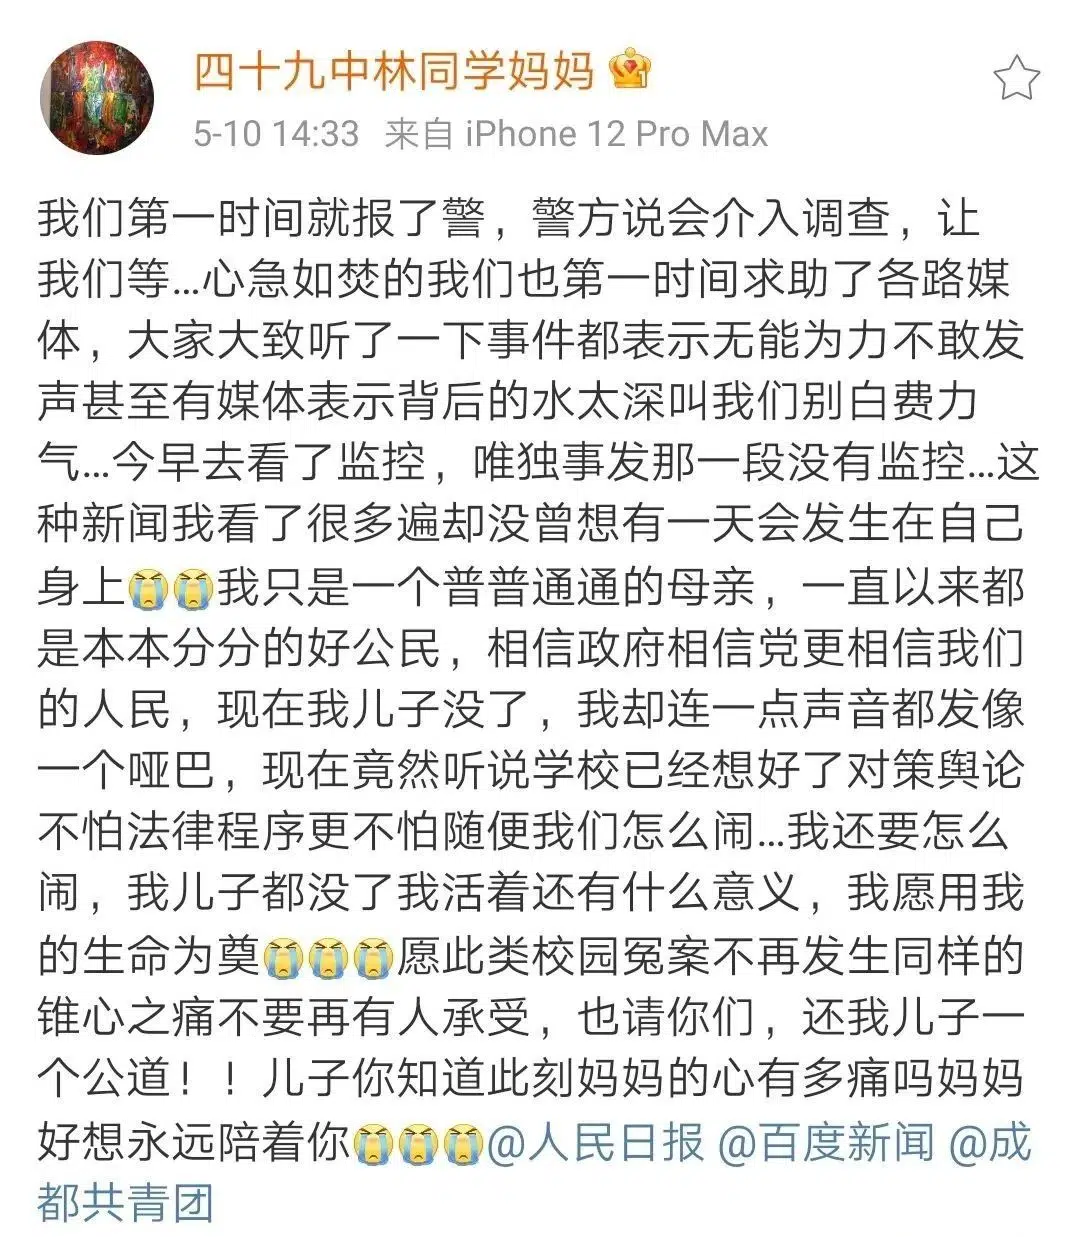 四十九中林同学妈妈
5-10 14:33 来自 iPhone 12 Pro Max
我们第一时间就报了警，警方说会介入调查，让
我们等...心急如焚的我们也第一时间求助了各路媒
体，大家大致听了一下事件都表示无能为力不敢发
声甚至有媒体表示背后的水太深叫我们别白费力
气...今早去看了监控，唯独事发那一段没有监控...这
种新闻我看了很多遍却没曾想有一天会发生在自己
身上😭😭我只是一个普普通通的母亲，一直以来都
是本本分分的好公民，相信政府相信党更相信我们
的人民，现在我儿子没了，我却连一点声音都发像
一个哑巴，现在竟然听说学校已经想好了对策舆论
不怕法律程序更不怕随便我们怎么闹...我还要怎么
闹，我儿子都没了我活着还有什么意义，我愿用我
的生命为奠😭😭😭愿此类校园冤案不再发生同样的
锥心之痛不要再有人承受，也请你们，还我儿子一
个公道！！儿子你知道此刻妈妈的心有多痛吗妈妈
好想永远陪着你😭😭😭@人民日报 @百度新闻 @成
都共青团